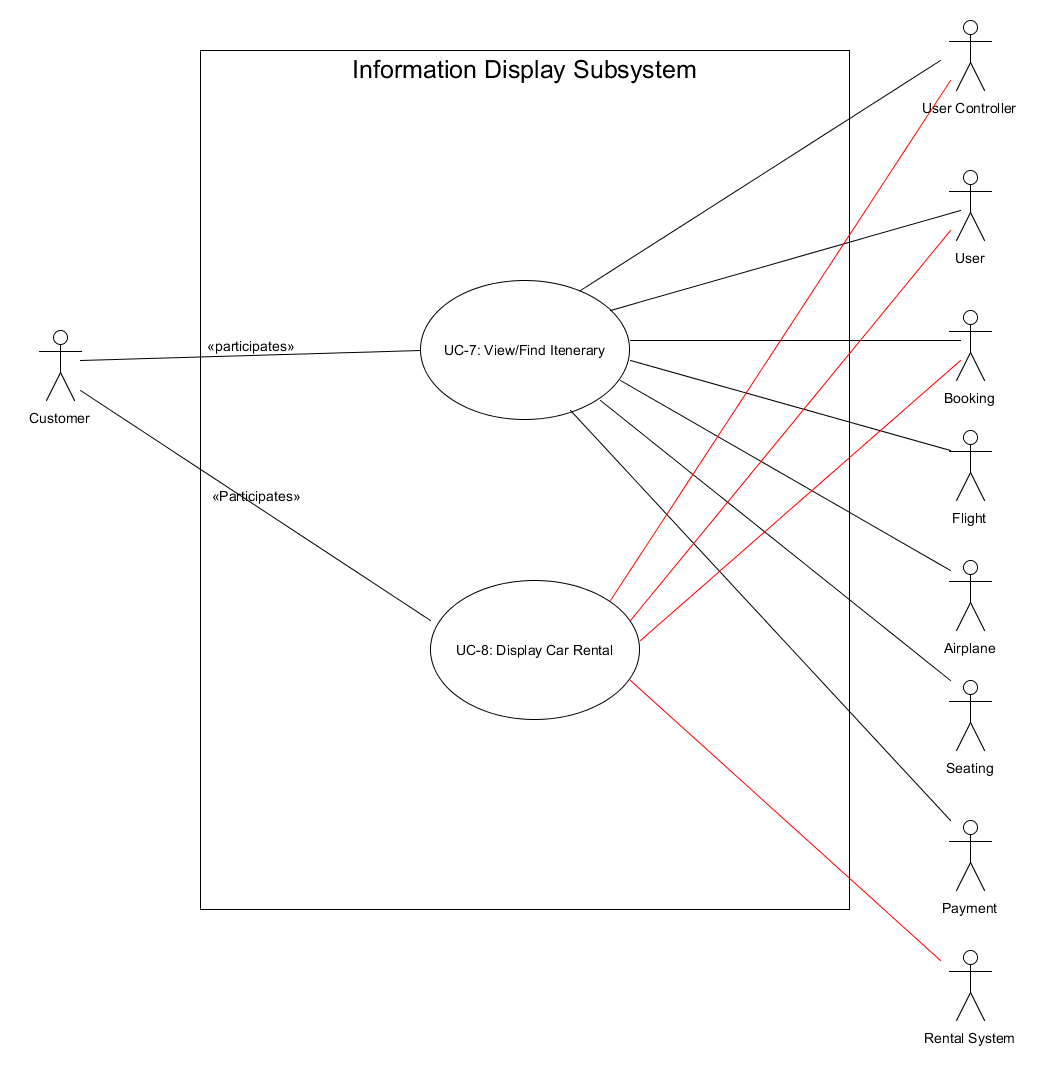 Information Display Subsystem
User Controller
User
«participates»
UC-7: View/Find Itenerary
Customer
Booking
«Participates»
Flight
UC-8: Display Car Rental
Airplane
Seating
Payment
Rental System